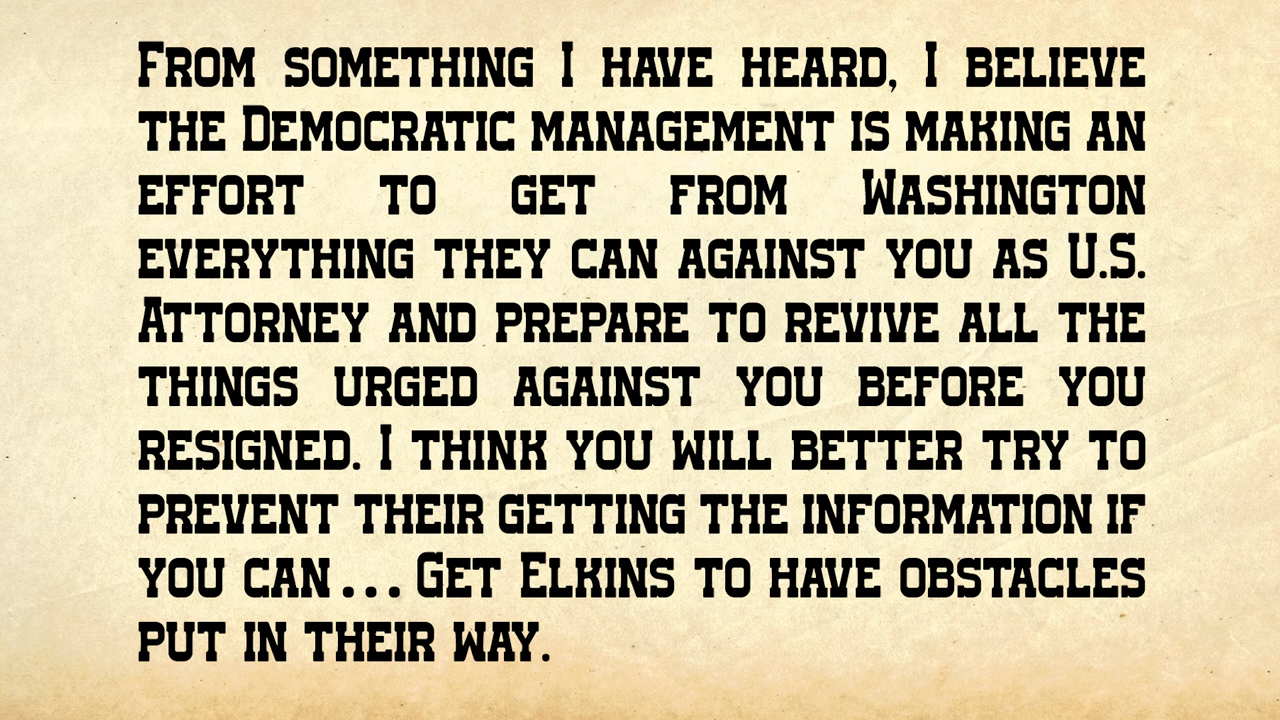 From something I have heard, I believe
the Democratic management is making an
effort to get from Washington
everything they can against you as U.S.
Attorney and prepare to revive all the
things urged against you before you
resigned. I think you will better try to
prevent their getting the information if
you can... Get Elkins to have obstacles
put in their way.